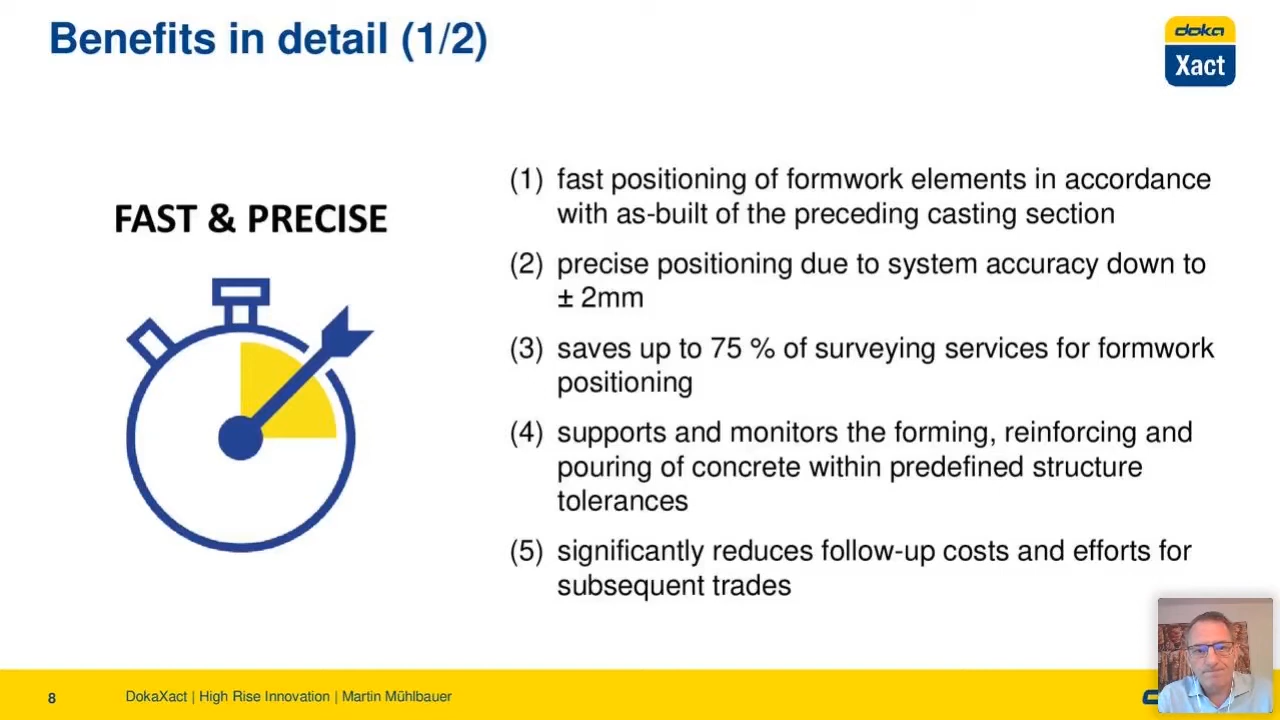 Benefits in detail (1/2)
doka
Xact
FAST & PRECISE
(1) fast positioning of formwork elements in accordance
with as-built of the preceding casting section
(2) precise positioning due to system accuracy down to
± 2mm
(3) saves up to 75 % of surveying services for formwork
positioning
(4) supports and monitors the forming, reinforcing and
pouring of concrete within predefined structure
tolerances
(5) significantly reduces follow-up costs and efforts for
subsequent trades
8
DokaXact | High Rise Innovation | Martin Mühlbauer